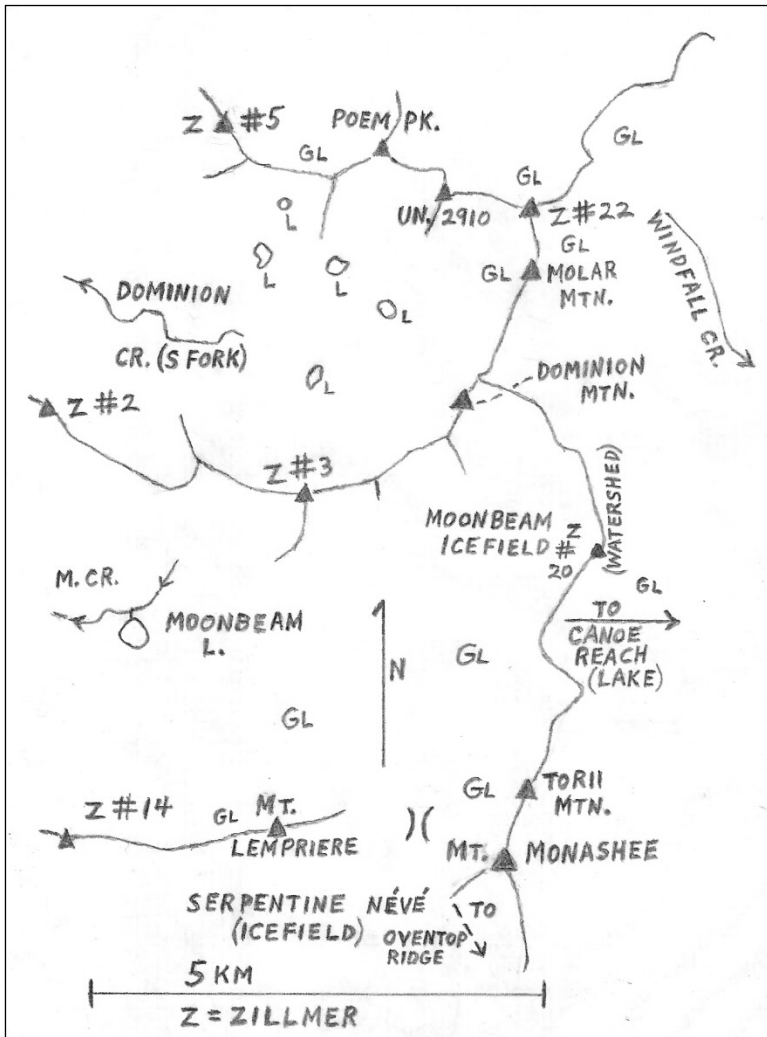 Z #5
POEM PK.
GL
GL
GL
UN. 2910
Z #22
L
GL
GL
MOLAR
MTN.
WINDFALL CR.
L
L
L
DOMINION
CR. (S FORK)
L
DOMINION
MTN.
Z #2
Z #3
MOONBEAM
ICEFIELD
Z
#
20
(WATERSHED)
M. CR.
MOONBEAM
L.
N
GL
GL
TO
CANOE
REACH
(LAKE)
GL
GL
TORII
MTN.
Z #14
GL
MT.
LEMPRIERE
)(
MT. MONASHEE
SERPENTINE NÉVÉ
(ICEFIELD)
TO
OVENTOP
RIDGE
5 KM
Z = ZILLMER